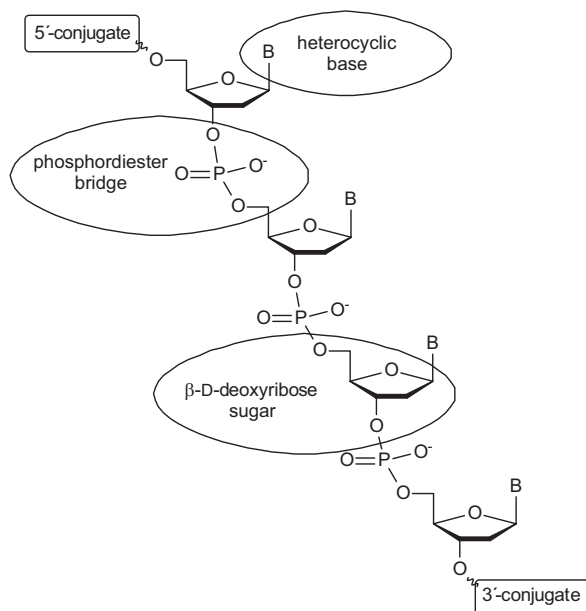 5´-conjugate
heterocyclic
base
B
O
O
O
phosphordiester
bridge
O=P
O-
O
B
O
O
O=P
O-
O
B
O
β-D-deoxyribose
sugar
O
O=P
O-
O
B
O
O
3´-conjugate